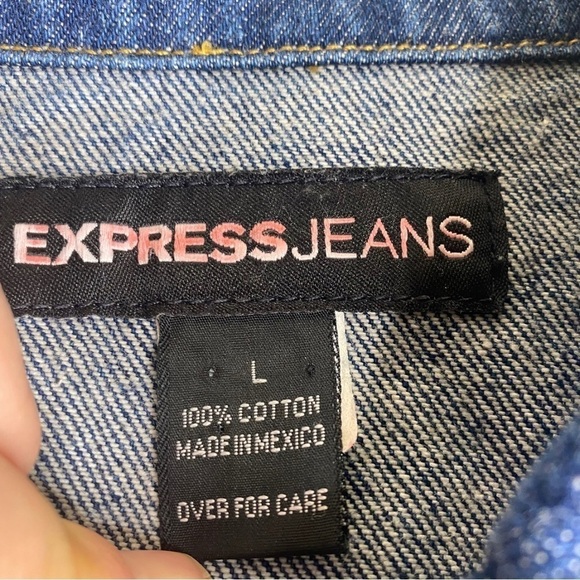 EXPRESSJEANS
L
100% COTTON
MADE IN MEXICO
OVER FOR CARE